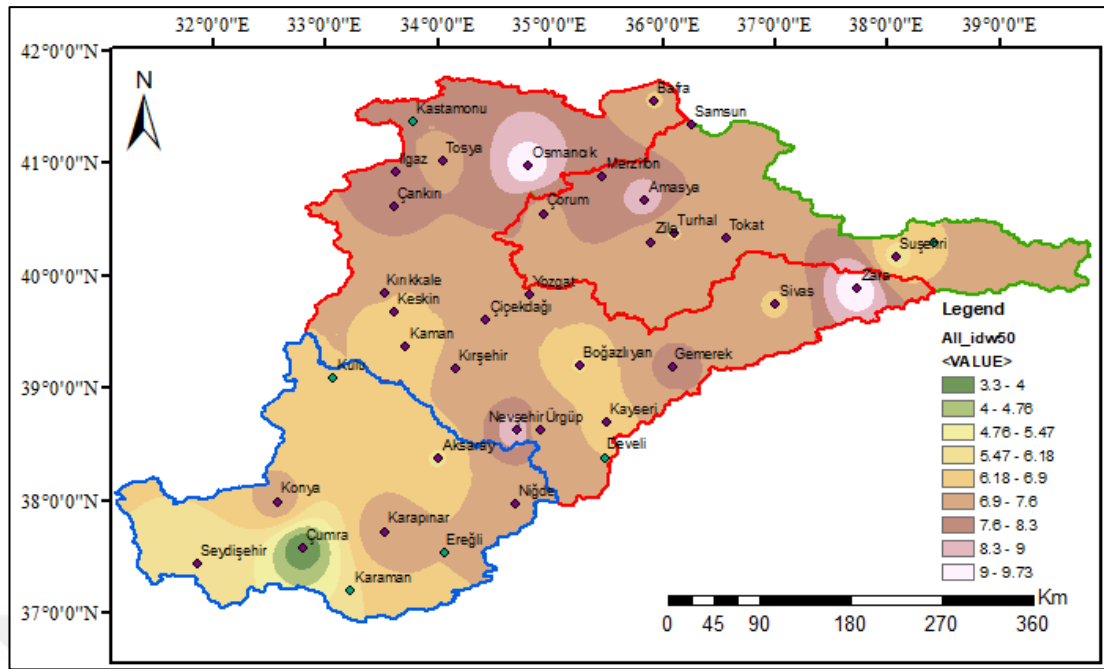 32°0'0"N 33°0'0"N 34°0'0"N 35°0'0"N 36°0'0"E 37°0'0"N 38°0'0"N 39°0'0"N
42°0'0"N
N
Bafra
Kastamonu
Samsun
41°0'0"N
Tosya
Osmancık
Ilgaz
Merzifon
Çankırı
Amasya
Çorum
Turhal
Tokat
Zile
Suşehri
40°0'0"N
Kırıkkale
Yozgat
Zara
Keskin
Sivas
Çiçekdağı
Kaman
Boğazlıyan
Gemerek
Kırşehir
39°0'0"N
Kulu
Kayseri
Nevşehir Ürgüp
Aksaray
Develi
38°0'0"N
Konya
Niğde
Karapınar
Çumra
Ereğli
Seydişehir
Karaman
37°0'0"N
Legend
All_idw50
<VALUE>
3.3 - 4
4 - 4.76
4.76 - 5.47
5.47 - 6.18
6.18 - 6.9
6.9 - 7.6
7.6 - 8.3
8.3 - 9
9 - 9.73
Km
0 45 90 180 270 360